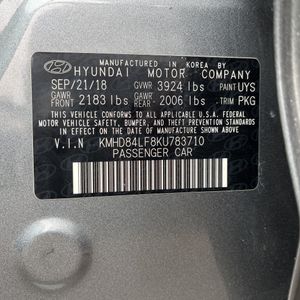 MANUFACTURED IN KOREA BY
HYUNDAI MOTOR COMPANY
SEP/21/18 GVWR 3924 lbs PAINT UYS
GAWR FRONT 2183 lbs GAWR REAR 2006 lbs TRIM PKG
THIS VEHICLE CONFORMS TO ALL APPLICABLE
U.S. FEDERAL MOTOR VEHICLE SAFETY, BUMPER, AND
THEFT PREVENTION STANDARDS IN EFFECT ON
THE DATE OF MANUFACTURE SHOWN ABOVE.
V.I.N KMHD84LF8KU783710
PASSENGER CAR